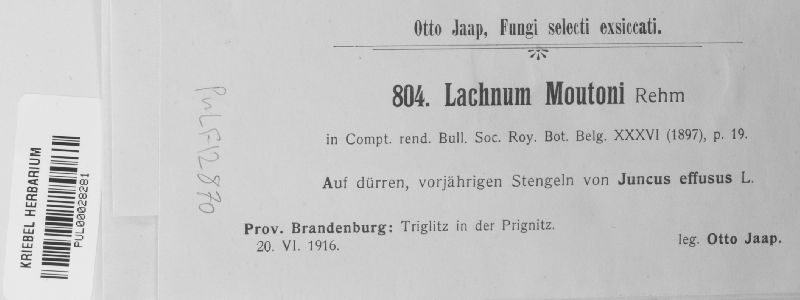 Otto Jaap, Fungi selecti exsiccati.
804. Lachnum Moutoni Rehm
in Compt. rend. Bull. Soc. Roy. Bot. Belg. XXXVI (1897), p. 19.
Auf dürren, vorjährigen Stengeln von Juncus effusus L.
Prov. Brandenburg: Triglitz in der Prignitz.
20. VI. 1916.
leg. Otto Jaap.
PuLF12870
KRIEBEL HERBARIUM
PUL00028281